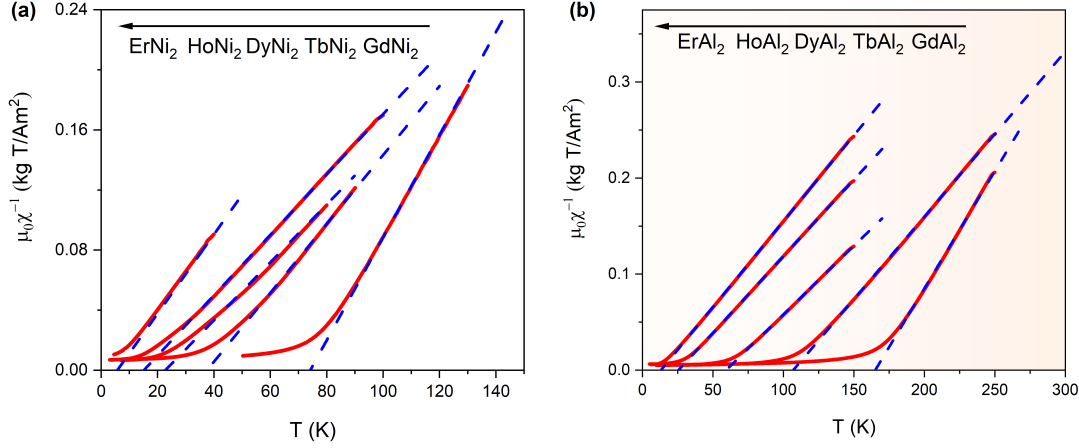 (a)
ErNi2 HoNi2 DyNi2 TbNi2 GdNi2
0.24
0.16
0.08
0.00
μ0χ−1 (kg T/Am2)
0 20 40 60 80 100 120 140
T (K)
(b)
ErAl2 HoAl2 DyAl2 TbAl2 GdAl2
0.3
0.2
0.1
0.0
μ0χ−1 (kg T/Am2)
0 50 100 150 200 250 300
T (K)